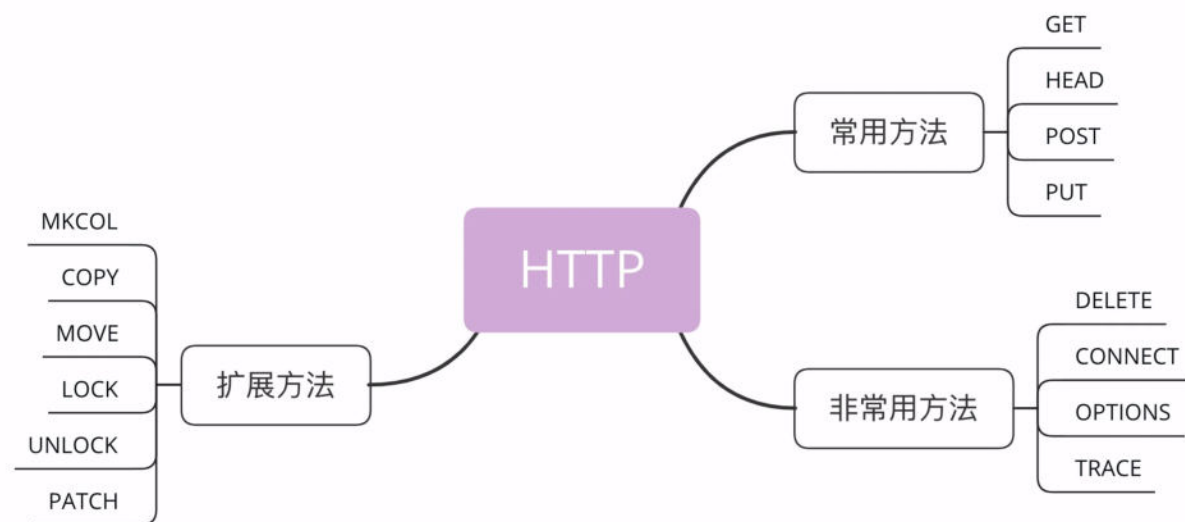 HTTP
常用方法
GET
HEAD
POST
PUT
非常用方法
DELETE
CONNECT
OPTIONS
TRACE
扩展方法
MKCOL
COPY
MOVE
LOCK
UNLOCK
PATCH